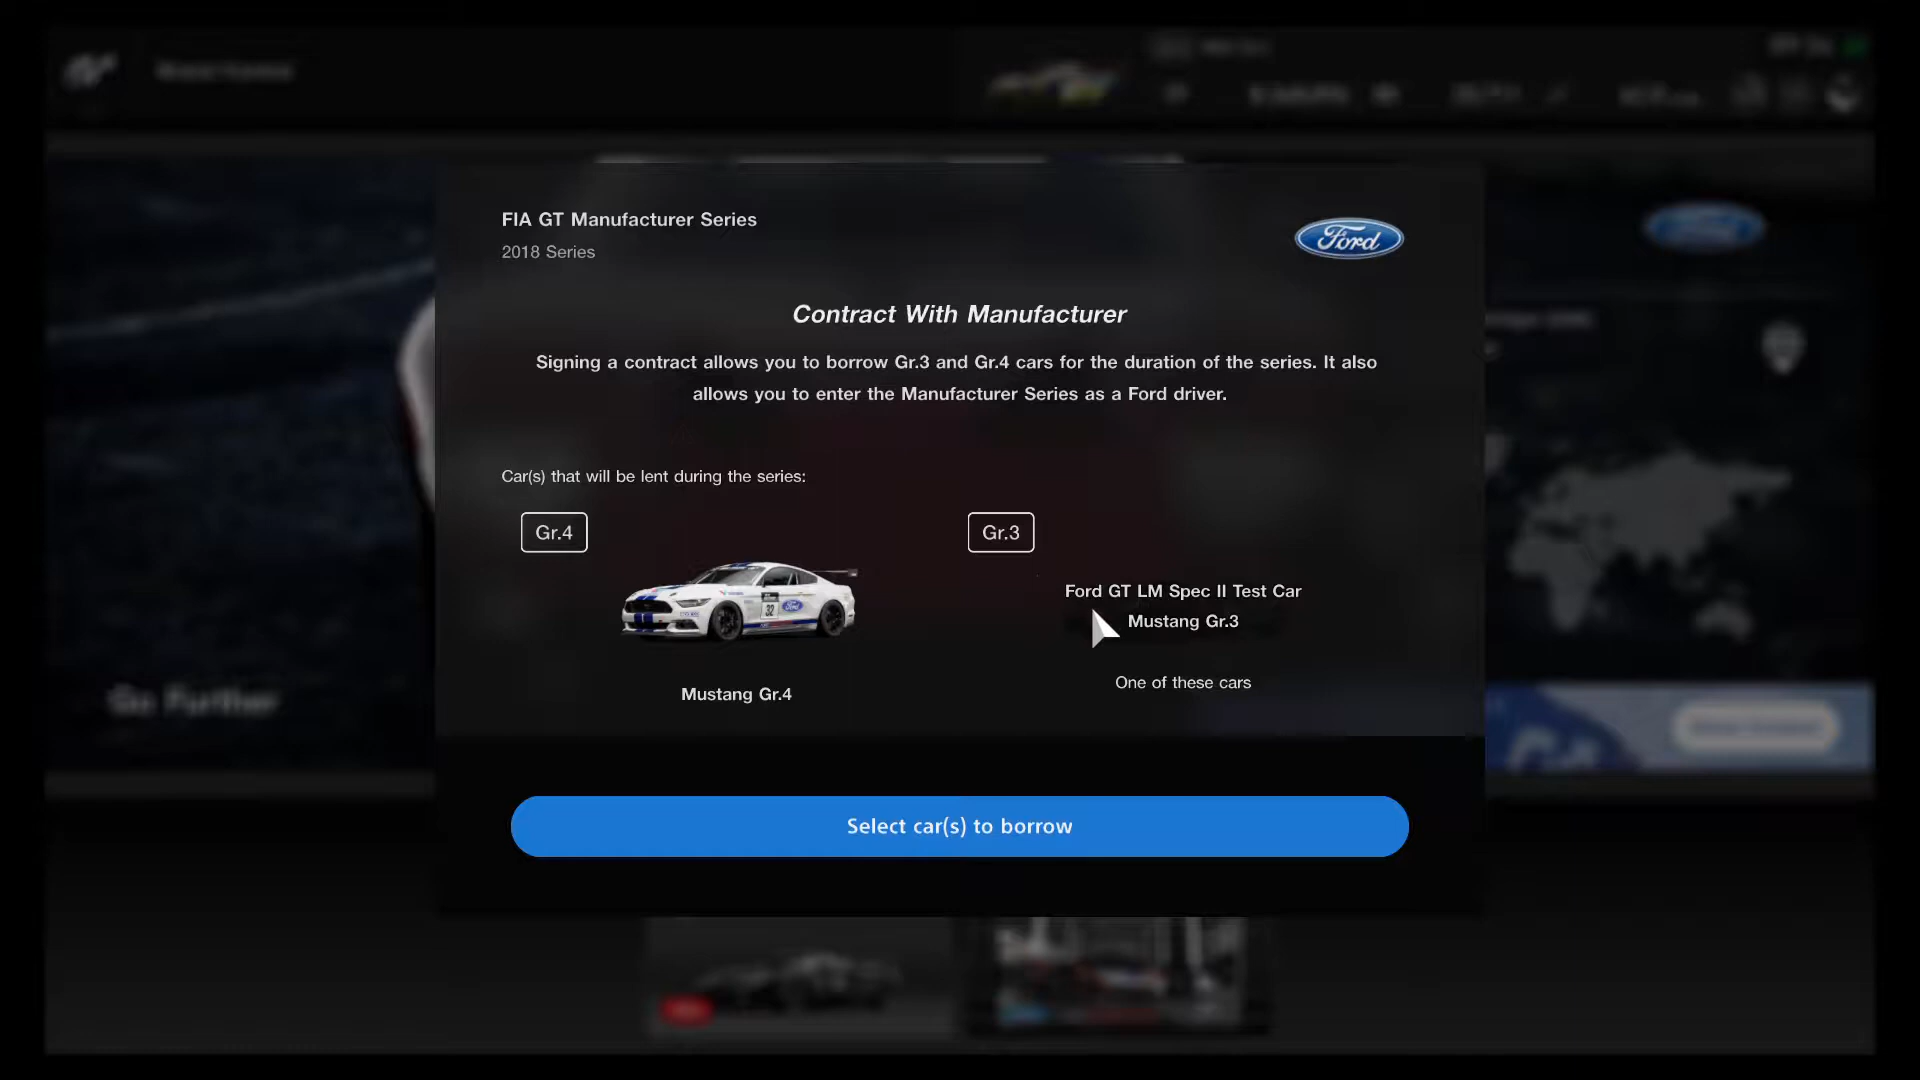 FIA GT Manufacturer Series
2018 Series
Ford
Contract With Manufacturer
Signing a contract allows you to borrow Gr.3 and Gr.4 cars for the duration of the series. It also
allows you to enter the Manufacturer Series as a Ford driver.
Car(s) that will be lent during the series:
Gr.4
Gr.3
Ford GT LM Spec II Test Car
Mustang Gr.3
One of these cars
32
Mustang Gr.4
Go Further
Select car(s) to borrow